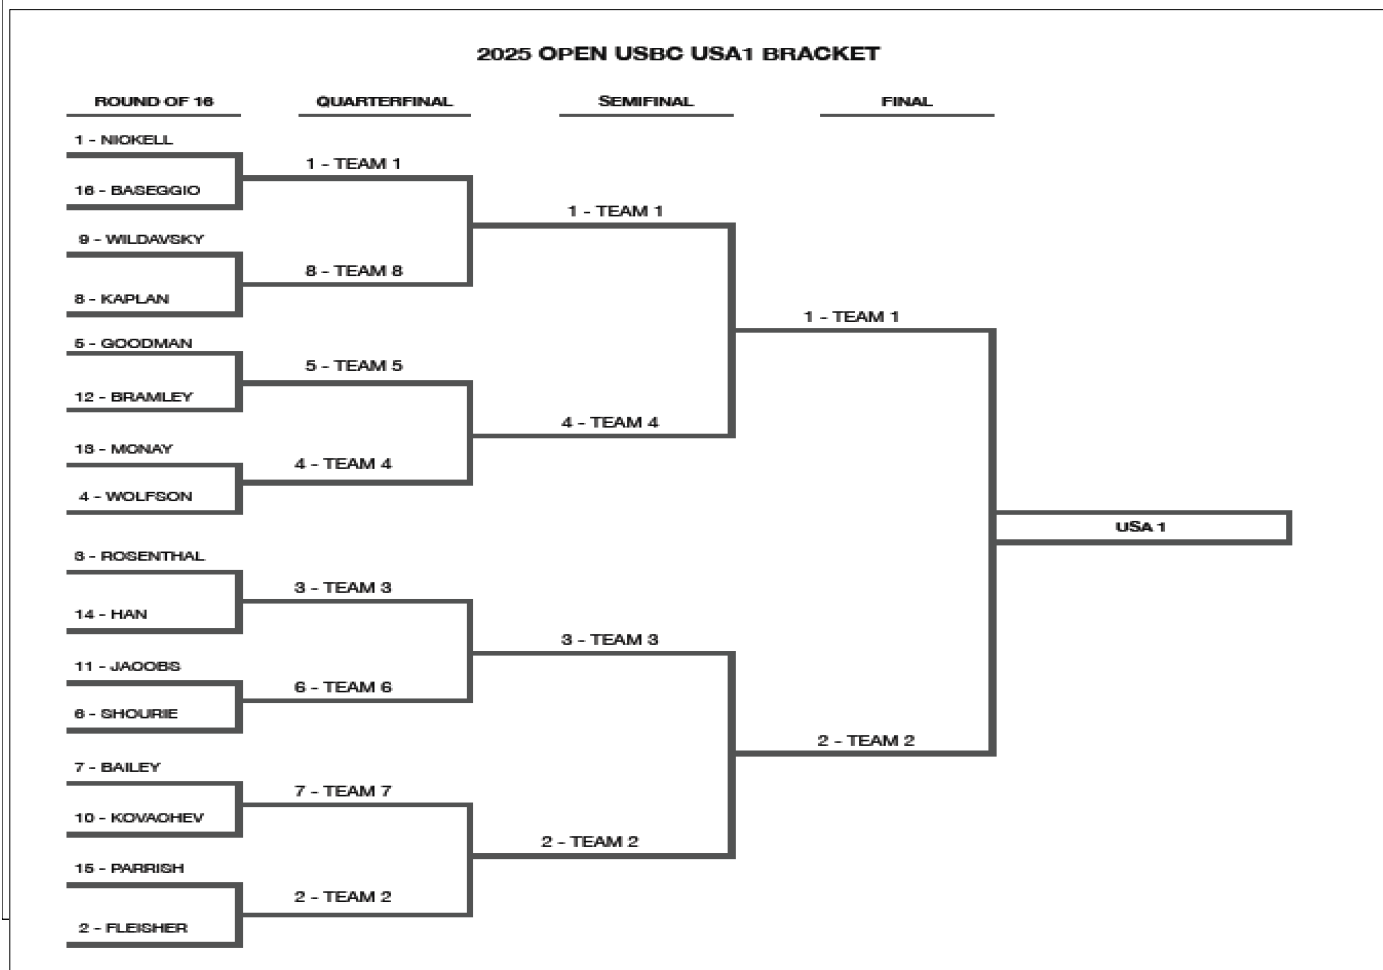 2025 OPEN USBC USA1 BRACKET
ROUND OF 16
QUARTERFINAL
SEMIFINAL
FINAL
1 - NICKELL
16 - BASEGGIO
9 - WILDAVSKY
8 - KAPLAN
5 - GOODMAN
12 - BRAMLEY
13 - MONAY
4 - WOLFSON
3 - ROSENTHAL
14 - HAN
11 - JACOBS
6 - SHOURIE
7 - BAILEY
10 - KOVACHEV
15 - PARRISH
2 - FLEISHER
1 - TEAM 1
8 - TEAM 8
5 - TEAM 5
4 - TEAM 4
3 - TEAM 3
6 - TEAM 6
7 - TEAM 7
2 - TEAM 2
1 - TEAM 1
4 - TEAM 4
3 - TEAM 3
2 - TEAM 2
1 - TEAM 1
2 - TEAM 2
USA 1